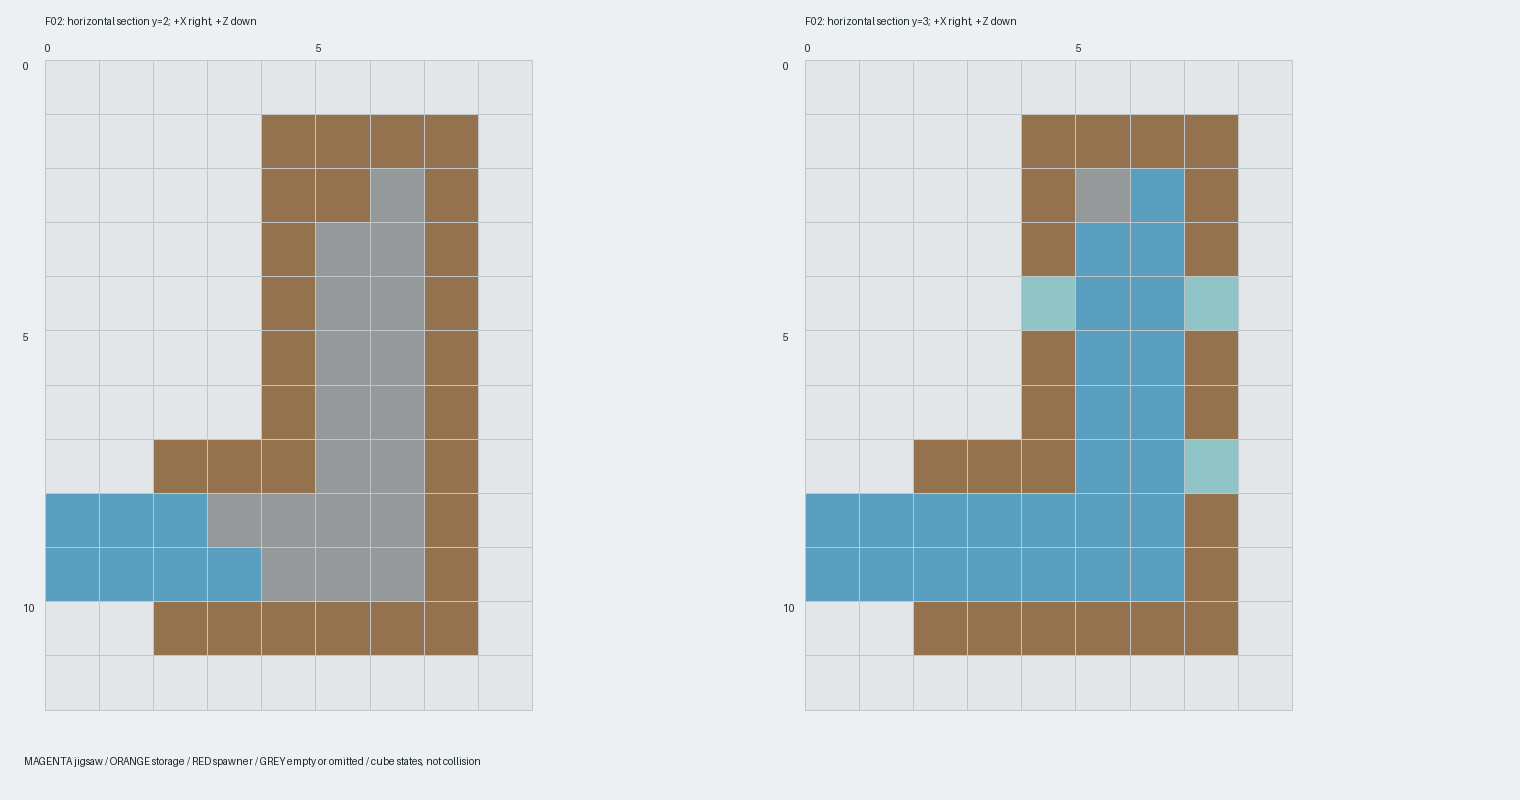 F02: horizontal section y=2; +X right, +Z down
F02: horizontal section y=3; +X right, +Z down
0 5
0 5
0
0
5
5
10
10
MAGENTA jigsaw / ORANGE storage / RED spawner / GREY empty or omitted / cube states, not collision